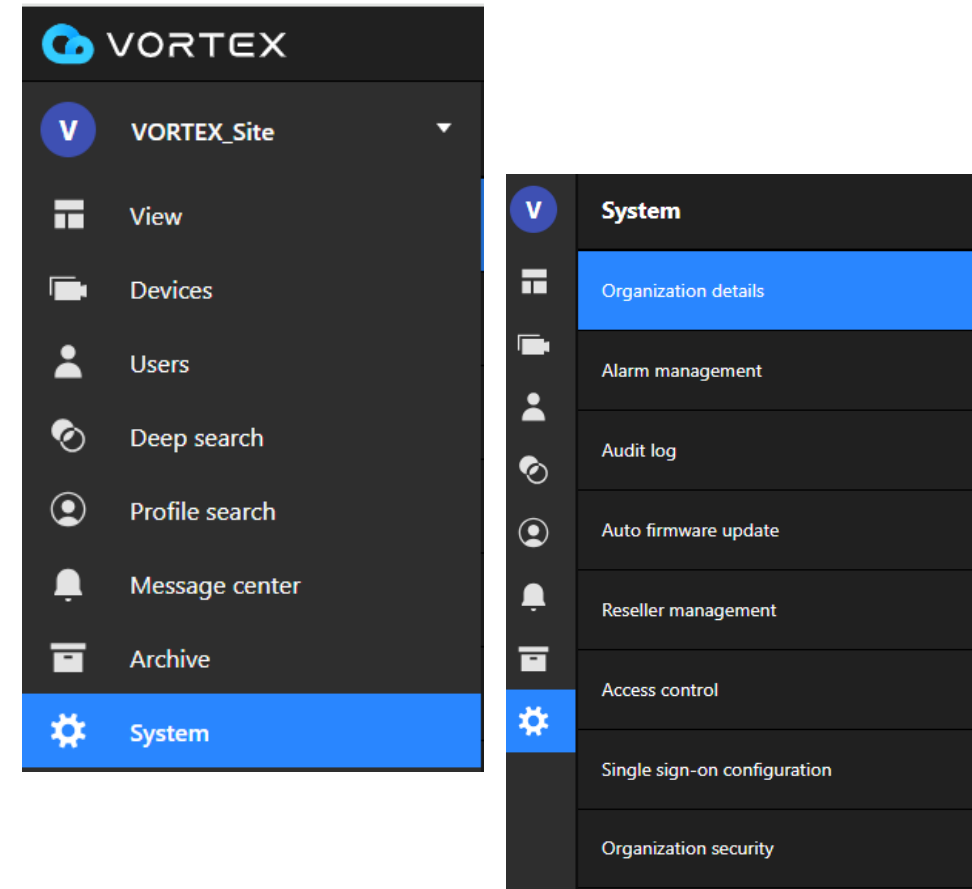 VORTEX
V
VORTEX_Site
View
Devices
Users
Deep search
Profile search
Message center
Archive
System
V
System
Organization details
Alarm management
Audit log
Auto firmware update
Reseller management
Access control
Single sign-on configuration
Organization security